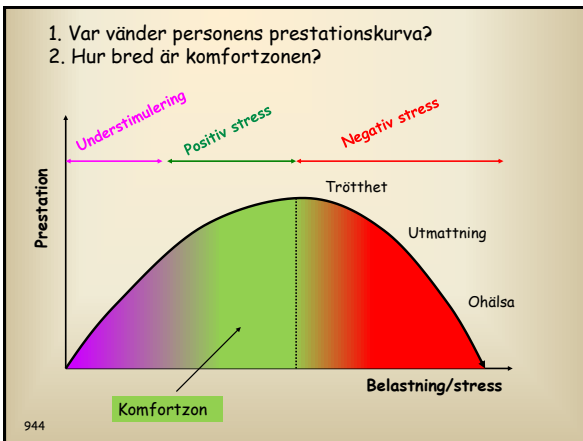 1. Var vänder personens prestationskurva?
2. Hur bred är komfortzonen?
Understimulering
Positiv stress
Negativ stress
Prestation
Trötthet
Utmattning
Ohälsa
Belastning/stress
Komfortzon
944